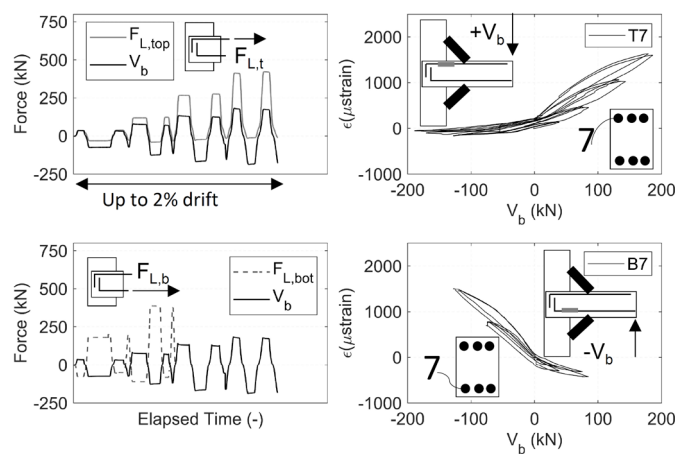 F_L,top
V_b
F_L,t
Force (kN)
750
500
250
0
-250
Up to 2% drift
ε(μstrain)
2000
1000
0
-1000
+V_b
T7
7
-200
-100
0
100
200
V_b (kN)
F_L,b
F_L,bot
V_b
Force (kN)
750
500
250
0
-250
Elapsed Time (-)
ε(μstrain)
2000
1000
0
-1000
B7
7
-V_b
-200
-100
0
100
200
V_b (kN)